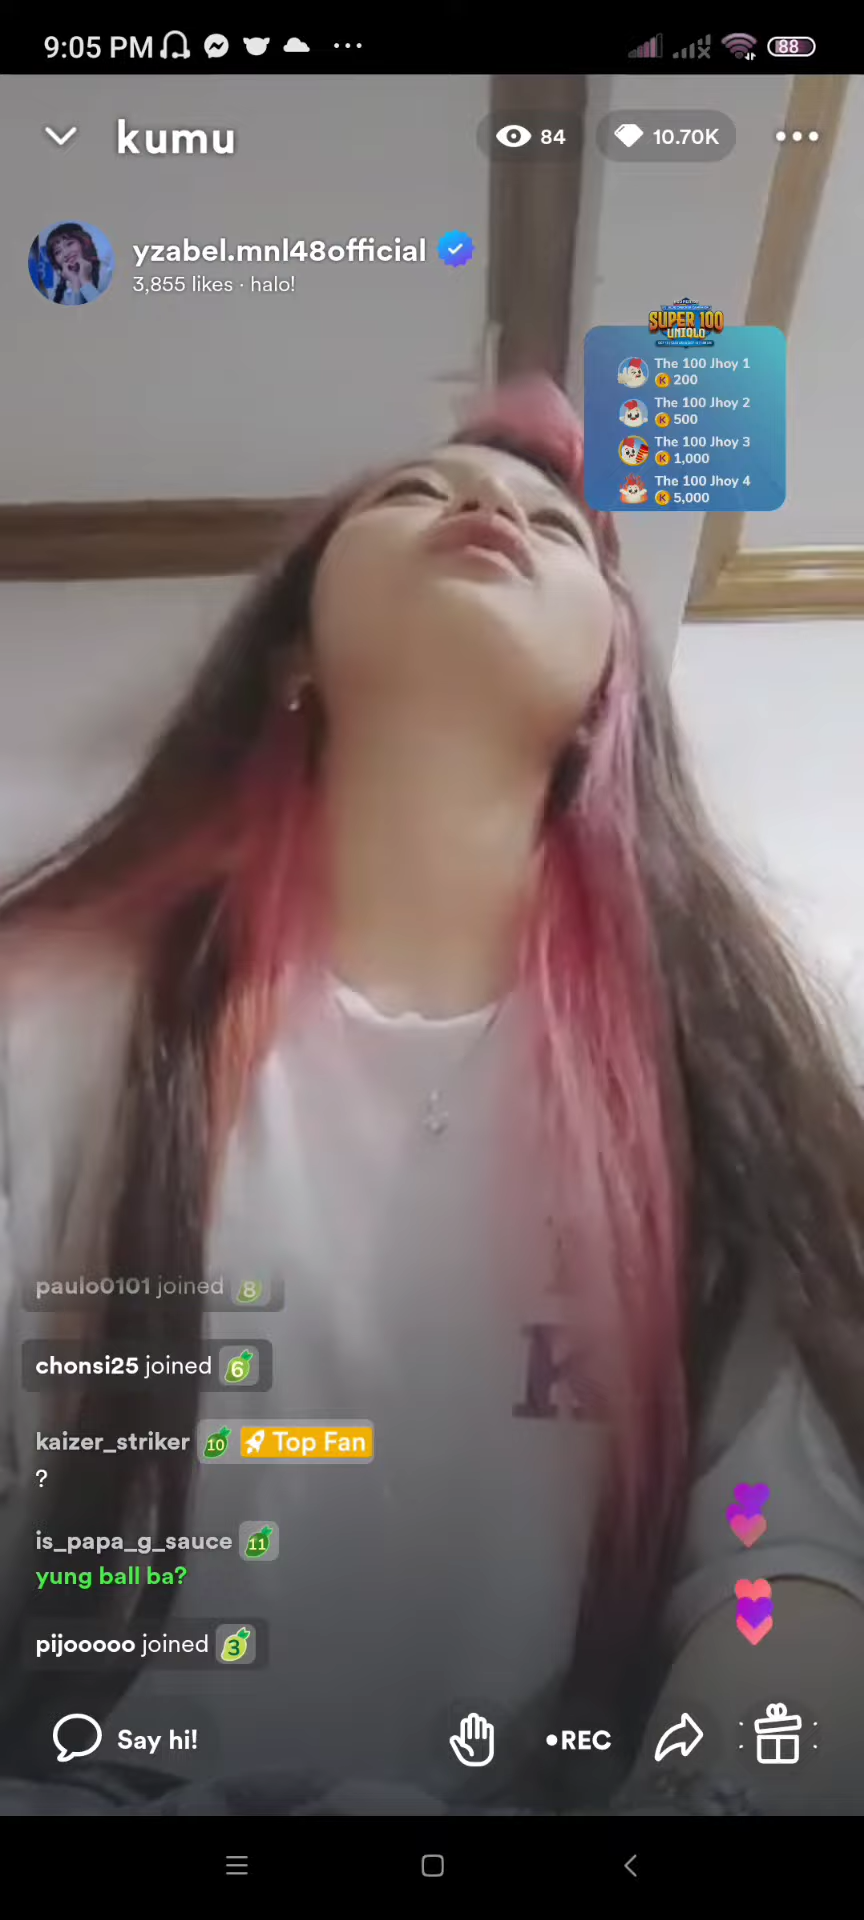 9:05 PM
88
kumu
84
10.70K
yzabel.mnl48official
3,855 likes · halo!
SUPER 100
UNIOLO
The 100 Jhoy 1
K 200
The 100 Jhoy 2
K 500
The 100 Jhoy 3
K 1,000
The 100 Jhoy 4
K 5,000
K
paulo0101 joined 8
chonsi25 joined 6
kaizer_striker 10 Top Fan
?
is_papa_g_sauce 11
yung ball ba?
pijooooo joined 3
Say hi!
•REC